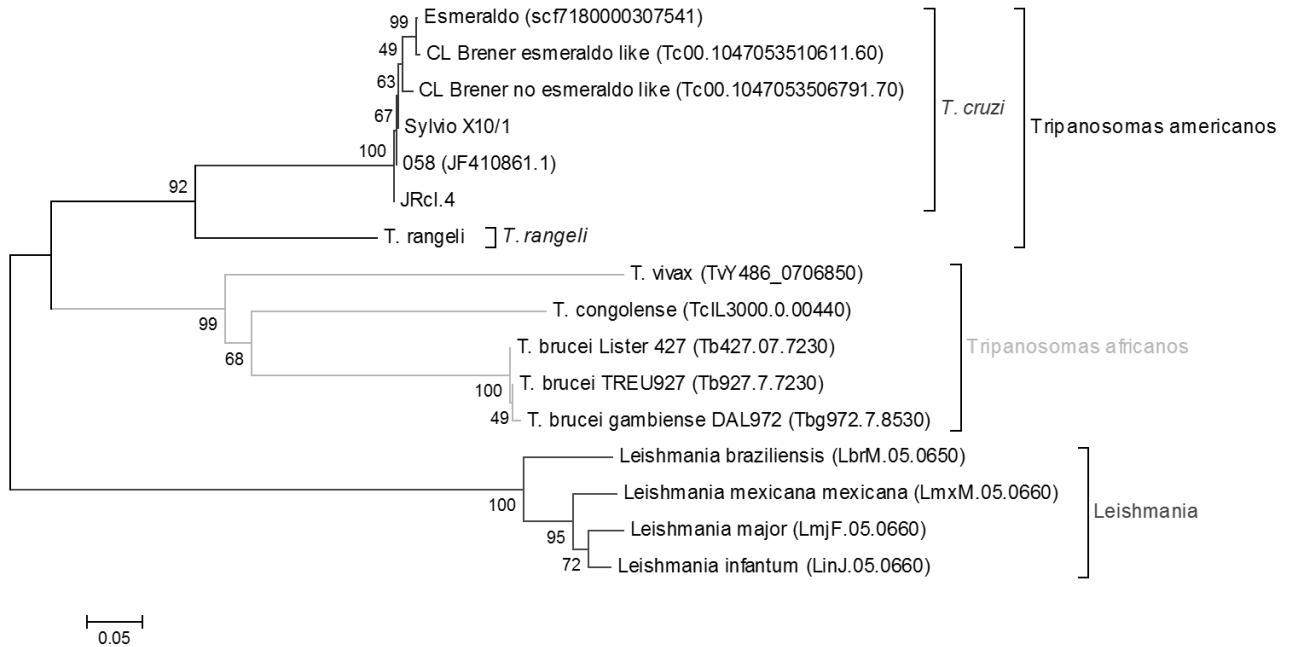 99
Esmeraldo (scf7180000307541)
49
CL Brener esmeraldo like (Tc00.1047053510611.60)
63
CL Brener no esmeraldo like (Tc00.1047053506791.70)
T. cruzi
67
Sylvio X10/1
Tripanosomas americanos
100
058 (JF410861.1)
92
JRcl.4
T. rangeli
T. rangeli
T. vivax (TvY486_0706850)
99
T. congolense (TcIL3000.0.00440)
68
T. brucei Lister 427 (Tb427.07.7230)
Tripanosomas africanos
100
T. brucei TREU927 (Tb927.7.7230)
49
T. brucei gambiense DAL972 (Tbg972.7.8530)
Leishmania braziliensis (LbrM.05.0650)
100
Leishmania mexicana mexicana (LmxM.05.0660)
Leishmania
95
Leishmania major (LmjF.05.0660)
72
Leishmania infantum (LinJ.05.0660)
0.05